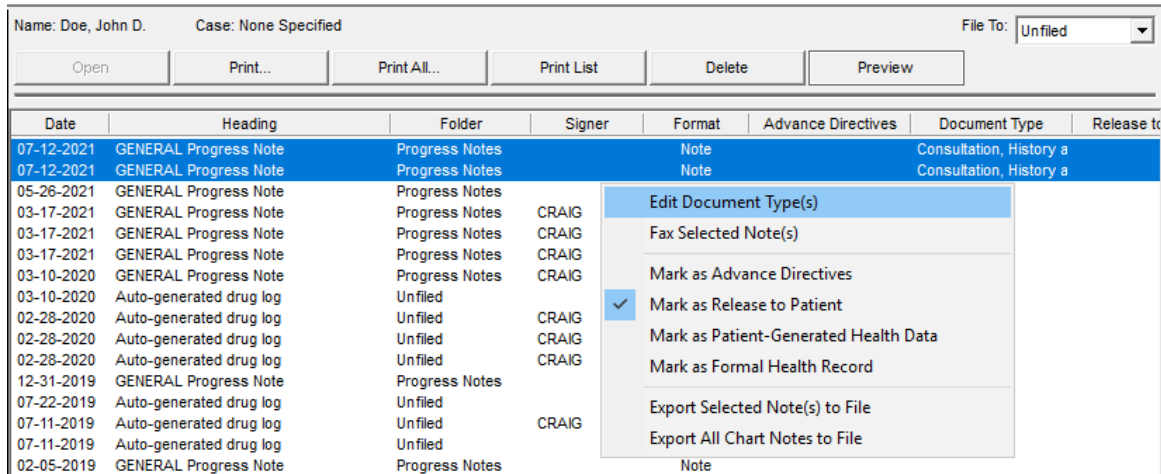 Name: Doe, John D. Case: None Specified File To: Unfiled
Open Print... Print All... Print List Delete Preview
Date Heading Folder Signer Format Advance Directives Document Type Release to
07-12-2021 GENERAL Progress Note Progress Notes Note Consultation, History a
07-12-2021 GENERAL Progress Note Progress Notes Note Consultation, History a
05-26-2021 GENERAL Progress Note Progress Notes
03-17-2021 GENERAL Progress Note Progress Notes CRAIG
03-17-2021 GENERAL Progress Note Progress Notes CRAIG
03-17-2021 GENERAL Progress Note Progress Notes CRAIG
03-10-2020 GENERAL Progress Note Progress Notes CRAIG
03-10-2020 Auto-generated drug log Unfiled
02-28-2020 Auto-generated drug log Unfiled CRAIG
02-28-2020 Auto-generated drug log Unfiled CRAIG
02-28-2020 Auto-generated drug log Unfiled CRAIG
12-31-2019 GENERAL Progress Note Progress Notes
07-22-2019 Auto-generated drug log Unfiled
07-11-2019 Auto-generated drug log Unfiled CRAIG
07-11-2019 Auto-generated drug log Unfiled
02-05-2019 GENERAL Progress Note Progress Notes Note
Edit Document Type(s)
Fax Selected Note(s)
Mark as Advance Directives
Mark as Release to Patient
Mark as Patient-Generated Health Data
Mark as Formal Health Record
Export Selected Note(s) to File
Export All Chart Notes to File